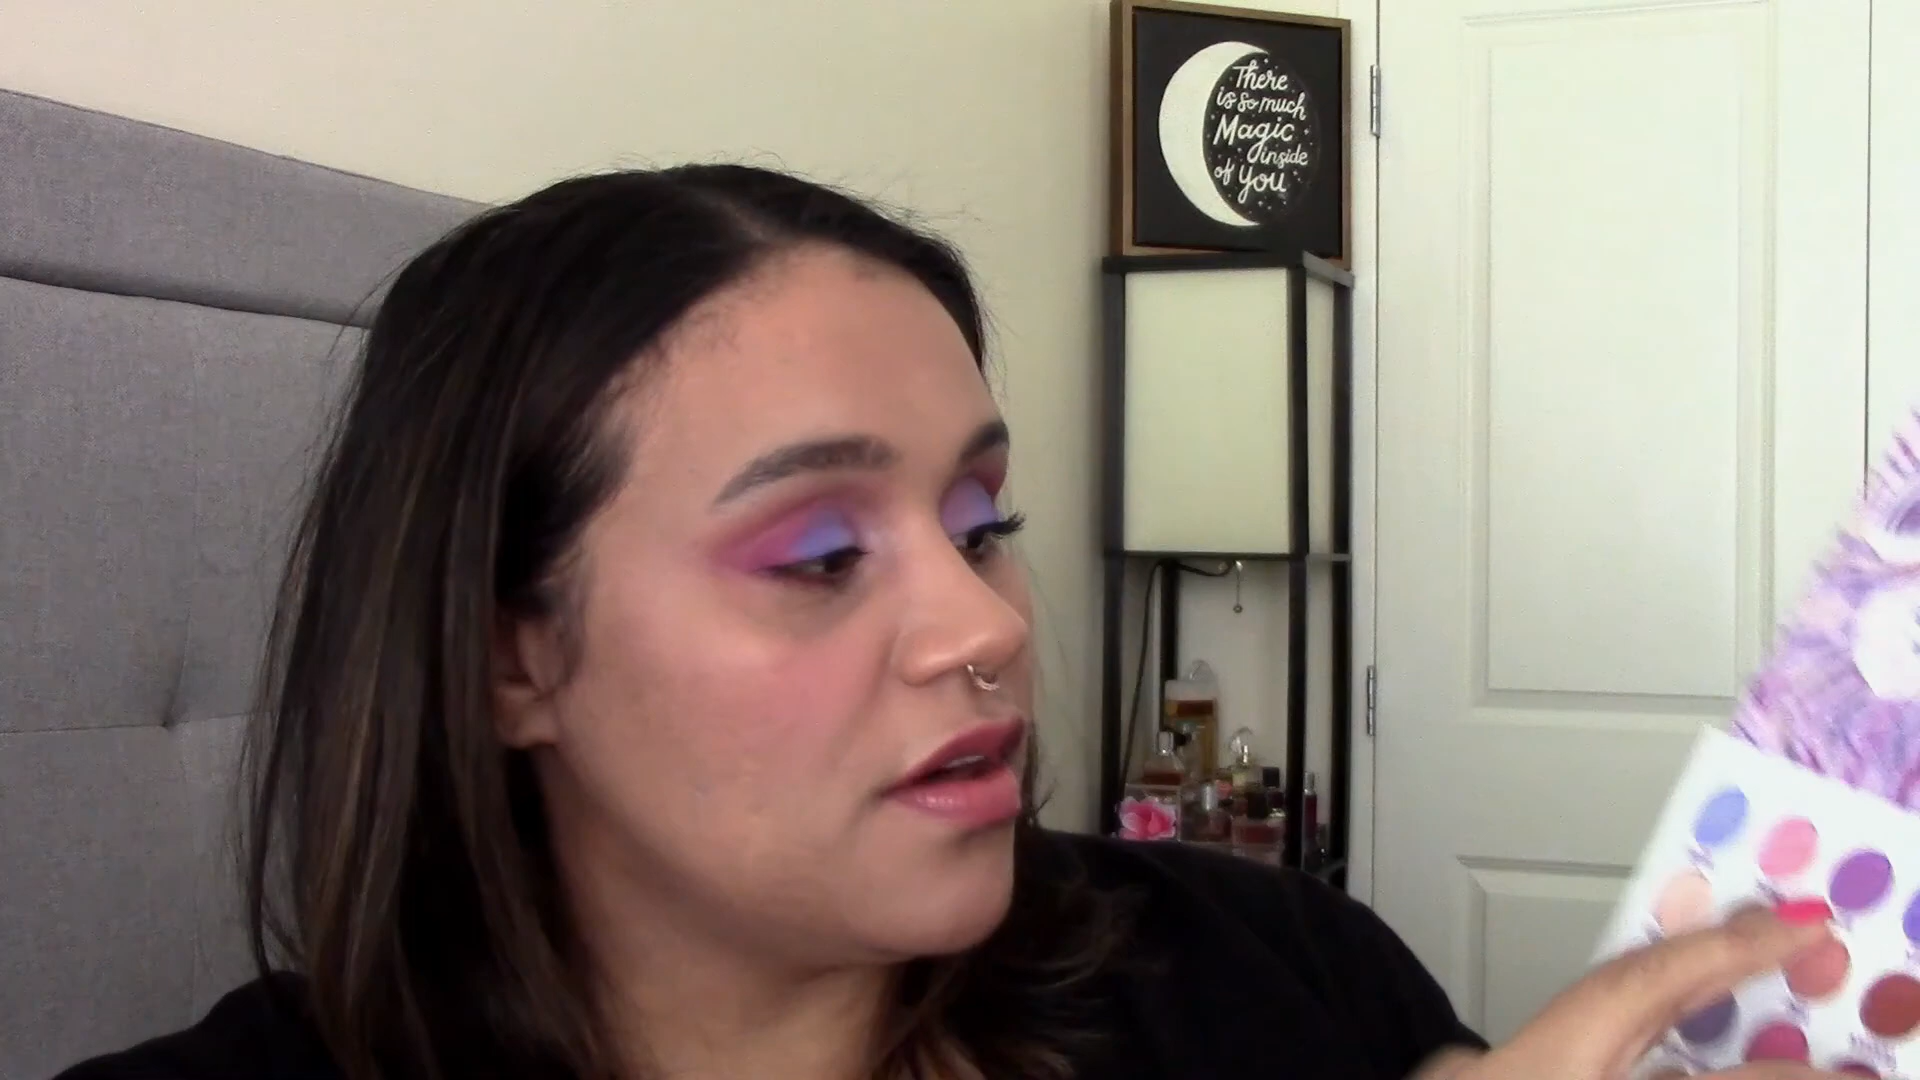 There
is so much
Magic
inside
of you